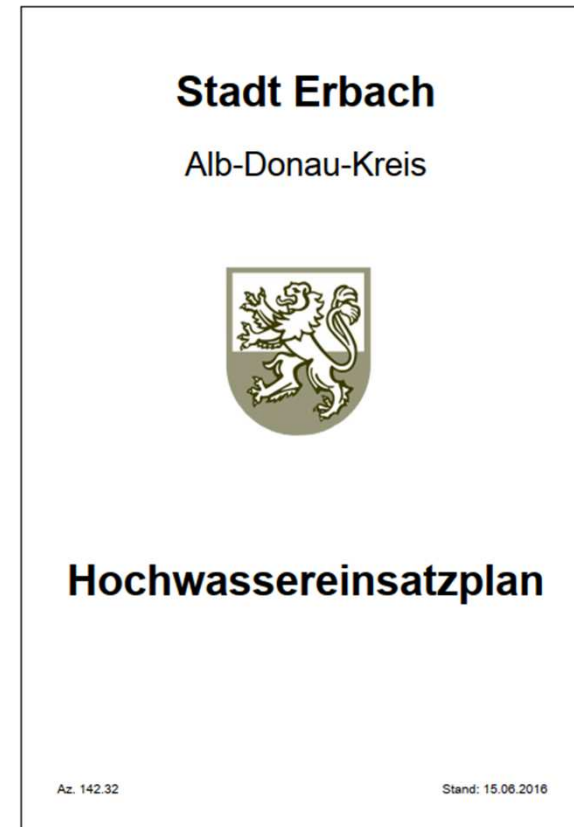 Stadt Erbach
Alb-Donau-Kreis
Hochwassereinsatzplan
Az. 142.32 Stand: 15.06.2016